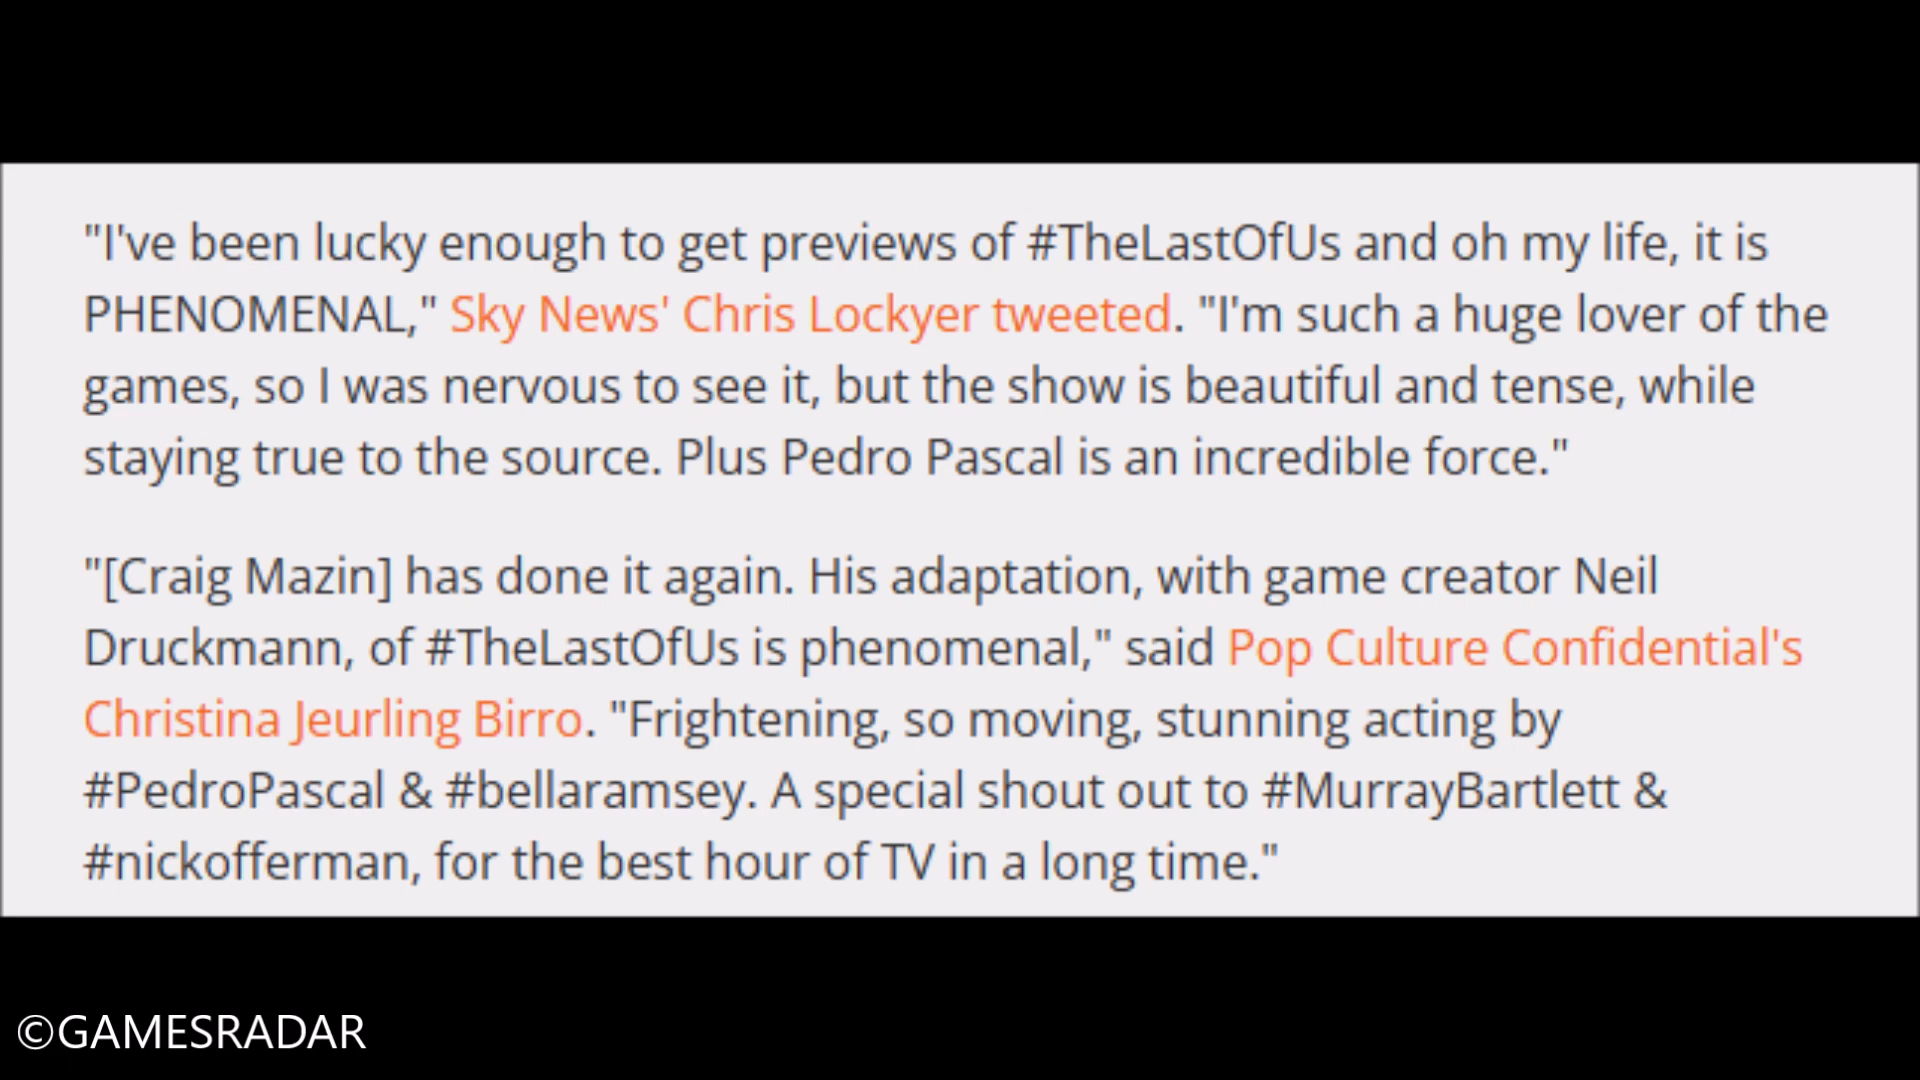 "I've been lucky enough to get previews of #TheLastOfUs and oh my life, it is
PHENOMENAL," Sky News' Chris Lockyer tweeted. "I'm such a huge lover of the
games, so I was nervous to see it, but the show is beautiful and tense, while
staying true to the source. Plus Pedro Pascal is an incredible force."
"[Craig Mazin] has done it again. His adaptation, with game creator Neil
Druckmann, of #TheLastOfUs is phenomenal," said Pop Culture Confidential's
Christina Jeurling Birro. "Frightening, so moving, stunning acting by
#PedroPascal & #bellaramsey. A special shout out to #MurrayBartlett &
#nickofferman, for the best hour of TV in a long time."
©GAMESRADAR